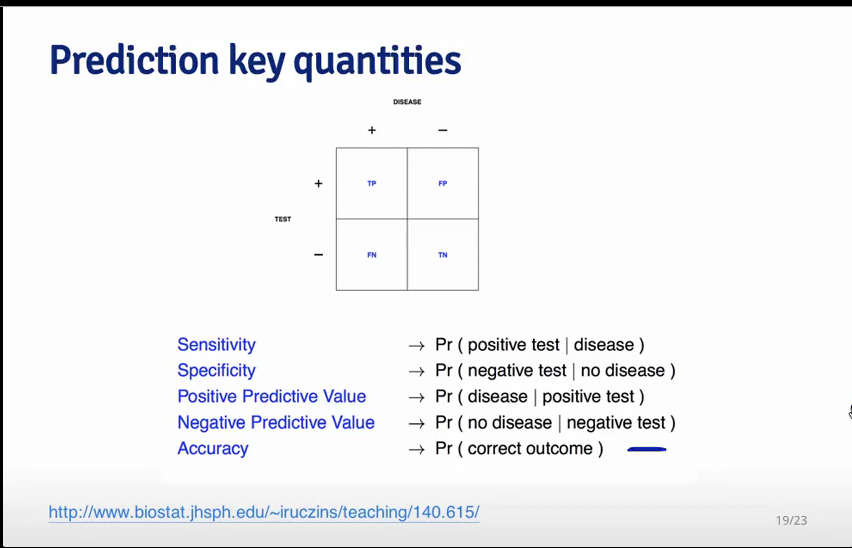 Prediction key quantities
DISEASE
+ −
+ TP FP
TEST
− FN TN
Sensitivity → Pr ( positive test | disease )
Specificity → Pr ( negative test | no disease )
Positive Predictive Value → Pr ( disease | positive test )
Negative Predictive Value → Pr ( no disease | negative test )
Accuracy → Pr ( correct outcome )
http://www.biostat.jhsph.edu/~iruczins/teaching/140.615/
19/23